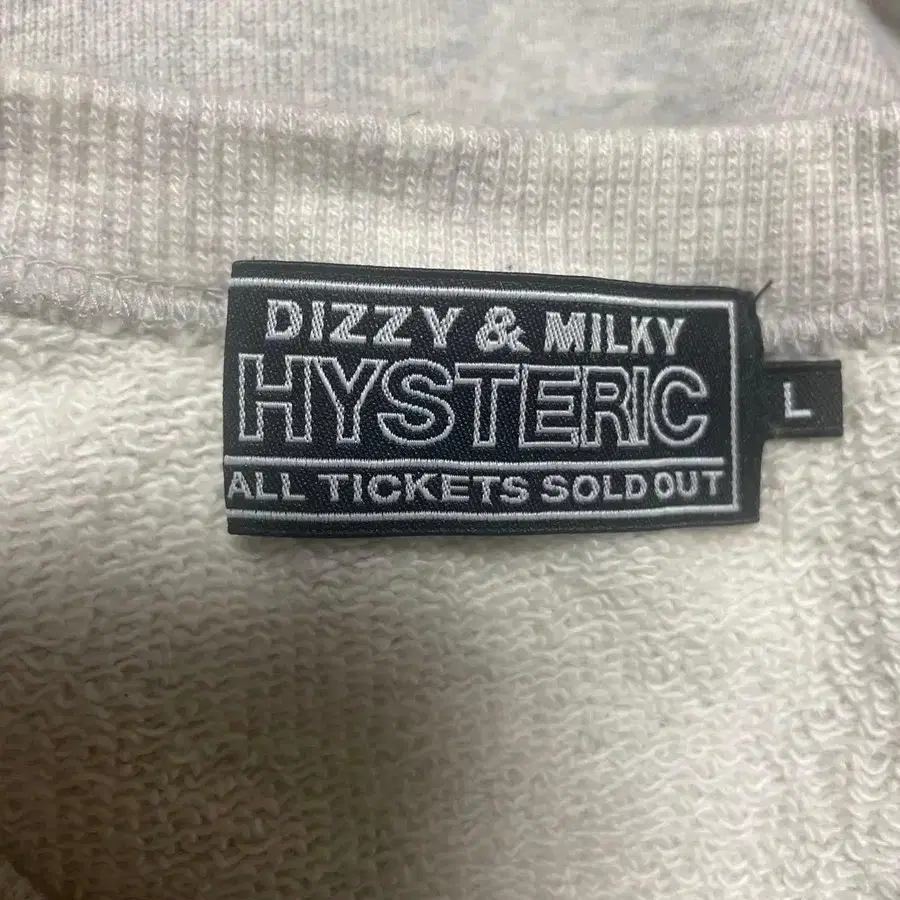 DIZZY & MILKY
HYSTERIC
ALL TICKETS SOLD OUT
L